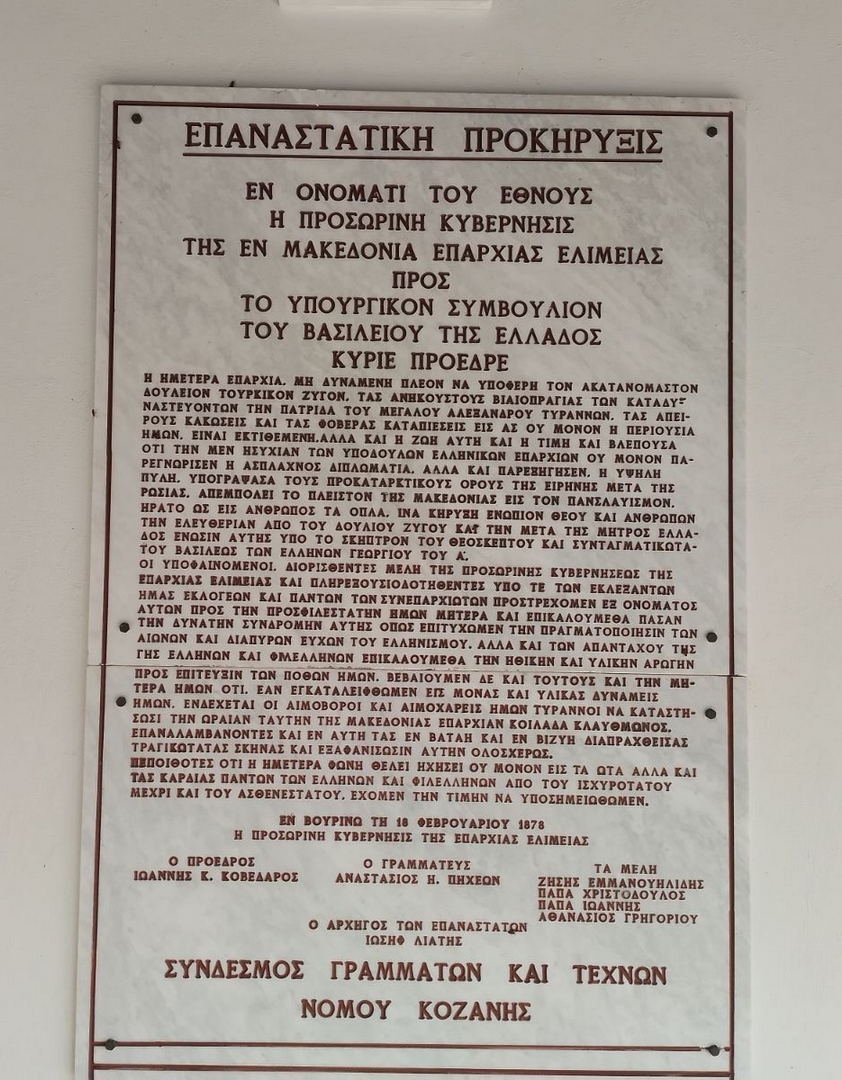 ΕΠΑΝΑΣΤΑΤΙΚΗ ΠΡΟΚΗΡΥΞΙΣ
ΕΝ ΟΝΟΜΑΤΙ ΤΟΥ ΕΘΝΟΥΣ
Η ΠΡΟΣΩΡΙΝΗ ΚΥΒΕΡΝΗΣΙΣ
ΤΗΣ ΕΝ ΜΑΚΕΔΟΝΙΑ ΕΠΑΡΧΙΑΣ ΕΛΙΜΕΙΑΣ
ΠΡΟΣ
ΤΟ ΥΠΟΥΡΓΙΚΟΝ ΣΥΜΒΟΥΛΙΟΝ
ΤΟΥ ΒΑΣΙΛΕΙΟΥ ΤΗΣ ΕΛΛΑΔΟΣ
ΚΥΡΙΕ ΠΡΟΕΔΡΕ
Η ΗΜΕΤΕΡΑ ΕΠΑΡΧΙΑ, ΜΗ ΔΥΝΑΜΕΝΗ ΠΛΕΟΝ ΝΑ ΥΠΟΦΕΡΗ ΤΟΝ ΑΚΑΤΑΝΟΜΑΣΤΟΝ
ΔΟΥΛΕΙΟΝ ΤΟΥΡΚΙΚΟΝ ΖΥΓΟΝ, ΤΑΣ ΑΝΗΚΟΥΣΤΟΥΣ ΒΙΑΙΟΠΡΑΓΙΑΣ ΤΩΝ ΚΑΤΑΔΥ-
ΝΑΣΤΕΥΟΝΤΩΝ ΤΗΝ ΠΑΤΡΙΔΑ ΤΟΥ ΜΕΓΑΛΟΥ ΑΛΕΞΑΝΔΡΟΥ ΤΥΡΑΝΝΩΝ, ΤΑΣ ΑΠΕΙ-
ΡΟΥΣ ΚΑΚΩΣΕΙΣ ΚΑΙ ΤΑΣ ΦΟΒΕΡΑΣ ΚΑΤΑΠΙΕΣΕΙΣ ΕΙΣ ΑΣ ΟΥ ΜΟΝΟΝ Η ΠΕΡΙΟΥΣΙΑ
ΗΜΩΝ, ΕΙΝΑΙ ΕΚΤΙΘΕΜΕΝΗ,ΑΛΛΑ ΚΑΙ Η ΖΩΗ ΑΥΤΗ ΚΑΙ Η ΤΙΜΗ ΚΑΙ ΒΛΕΠΟΥΣΑ
ΟΤΙ ΤΗΝ ΜΕΝ ΗΣΥΧΙΑΝ ΤΩΝ ΥΠΟΔΟΥΛΩΝ ΕΛΛΗΝΙΚΩΝ ΕΠΑΡΧΙΩΝ ΟΥ ΜΟΝΟΝ ΠΑ-
ΡΕΓΝΩΡΙΣΕΝ Η ΑΣΠΛΑΧΝΟΣ ΔΙΠΛΩΜΑΤΙΑ, ΑΛΛΑ ΚΑΙ ΠΑΡΕΞΗΓΗΣΕΝ, Η ΥΨΗΛΗ
ΠΥΛΗ, ΥΠΟΓΡΑΨΑΣΑ ΤΟΥΣ ΠΡΟΚΑΤΑΡΚΤΙΚΟΥΣ ΟΡΟΥΣ ΤΗΣ ΕΙΡΗΝΗΣ ΜΕΤΑ ΤΗΣ
ΡΩΣΙΑΣ, ΑΠΕΜΠΟΛΕΙ ΤΟ ΠΛΕΙΣΤΟΝ ΤΗΣ ΜΑΚΕΔΟΝΙΑΣ ΕΙΣ ΤΟΝ ΠΑΝΣΛΑΥΙΣΜΟΝ.
ΗΡΑΤΟ ΩΣ ΕΙΣ ΑΝΘΡΩΠΟΣ ΤΑ ΟΠΛΑ, ΙΝΑ ΚΗΡΥΞΗ ΕΝΩΠΙΟΝ ΘΕΟΥ ΚΑΙ ΑΝΘΡΩΠΩΝ
ΤΗΝ ΕΛΕΥΘΕΡΙΑΝ ΑΠΟ ΤΟΥ ΔΟΥΛΙΟΥ ΖΥΓΟΥ ΚΑΙ ΤΗΝ ΜΕΤΑ ΤΗΣ ΜΗΤΡΟΣ ΕΛΛΑ-
ΔΟΣ ΕΝΩΣΙΝ ΑΥΤΗΣ ΥΠΟ ΤΟ ΣΚΗΠΤΡΟΝ ΤΟΥ ΘΕΟΣΚΕΠΤΟΥ ΚΑΙ ΣΥΝΤΑΓΜΑΤΙΚΩΤΑ-
ΤΟΥ ΒΑΣΙΛΕΩΣ ΤΩΝ ΕΛΛΗΝΩΝ ΓΕΩΡΓΙΟΥ ΤΟΥ Α΄.
ΟΙ ΥΠΟΦΑΙΝΟΜΕΝΟΙ, ΔΙΟΡΙΣΘΕΝΤΕΣ ΜΕΛΗ ΤΗΣ ΠΡΟΣΩΡΙΝΗΣ ΚΥΒΕΡΝΗΣΕΩΣ ΤΗΣ
ΕΠΑΡΧΙΑΣ ΕΛΙΜΕΙΑΣ ΚΑΙ ΠΛΗΡΕΞΟΥΣΙΟΔΟΤΗΘΕΝΤΕΣ ΥΠΟ ΤΕ ΤΩΝ ΕΚΛΕΞΑΝΤΩΝ
ΗΜΑΣ ΕΚΛΟΓΕΩΝ ΚΑΙ ΠΑΝΤΩΝ ΤΩΝ ΣΥΝΕΠΑΡΧΙΩΤΩΝ ΠΡΟΣΤΡΕΧΟΜΕΝ ΕΞ ΟΝΟΜΑΤΟΣ
ΑΥΤΩΝ ΠΡΟΣ ΤΗΝ ΠΡΟΣΦΙΛΕΣΤΑΤΗΝ ΗΜΩΝ ΜΗΤΕΡΑ ΚΑΙ ΕΠΙΚΑΛΟΥΜΕΘΑ ΠΑΣΑΝ
ΤΗΝ ΔΥΝΑΤΗΝ ΣΥΝΔΡΟΜΗΝ ΑΥΤΗΣ ΟΠΩΣ ΕΠΙΤΥΧΩΜΕΝ ΤΗΝ ΠΡΑΓΜΑΤΟΠΟΙΗΣΙΝ ΤΩΝ
ΑΙΩΝΩΝ ΚΑΙ ΔΙΑΠΥΡΩΝ ΕΥΧΩΝ ΤΟΥ ΕΛΛΗΝΙΣΜΟΥ, ΑΛΛΑ ΚΑΙ ΤΩΝ ΑΠΑΝΤΑΧΟΥ ΤΗΣ
ΓΗΣ ΕΛΛΗΝΩΝ ΚΑΙ ΦΙΛΕΛΛΗΝΩΝ ΕΠΙΚΑΛΟΥΜΕΘΑ ΤΗΝ ΗΘΙΚΗΝ ΚΑΙ ΥΛΙΚΗΝ ΑΡΩΓΗΝ
ΠΡΟΣ ΕΠΙΤΕΥΞΙΝ ΤΩΝ ΠΟΘΩΝ ΗΜΩΝ. ΒΕΒΑΙΟΥΜΕΝ ΔΕ ΚΑΙ ΤΟΥΤΟΥΣ ΚΑΙ ΤΗΝ ΜΗ-
ΤΕΡΑ ΗΜΩΝ ΟΤΙ, ΕΑΝ ΕΓΚΑΤΑΛΕΙΦΘΩΜΕΝ ΕΙΣ ΜΟΝΑΣ ΚΑΙ ΥΛΙΚΑΣ ΔΥΝΑΜΕΙΣ
ΗΜΩΝ, ΕΝΔΕΧΕΤΑΙ ΟΙ ΑΙΜΟΒΟΡΟΙ ΚΑΙ ΑΙΜΟΧΑΡΕΙΣ ΗΜΩΝ ΤΥΡΑΝΝΟΙ ΝΑ ΚΑΤΑΣΤΗ-
ΣΩΣΙ ΤΗΝ ΩΡΑΙΑΝ ΤΑΥΤΗΝ ΤΗΣ ΜΑΚΕΔΟΝΙΑΣ ΕΠΑΡΧΙΑΝ ΚΟΙΛΑΔΑ ΚΛΑΥΘΜΩΝΟΣ,
ΕΠΑΝΑΛΑΜΒΑΝΟΝΤΕΣ ΚΑΙ ΕΝ ΑΥΤΗ ΤΑΣ ΕΝ ΒΑΤΑΗ ΚΑΙ ΕΝ ΒΙΖΥΗ ΔΙΑΠΡΑΧΘΕΙΣΑΣ
ΤΡΑΓΙΚΩΤΑΤΑΣ ΣΚΗΝΑΣ ΚΑΙ ΕΞΑΦΑΝΙΣΩΣΙΝ ΑΥΤΗΝ ΟΛΟΣΧΕΡΩΣ.
ΠΕΠΟΙΘΟΤΕΣ ΟΤΙ Η ΗΜΕΤΕΡΑ ΦΩΝΗ ΘΕΛΕΙ ΗΧΗΣΕΙ ΟΥ ΜΟΝΟΝ ΕΙΣ ΤΑ ΩΤΑ ΑΛΛΑ ΚΑΙ
ΤΑΣ ΚΑΡΔΙΑΣ ΠΑΝΤΩΝ ΤΩΝ ΕΛΛΗΝΩΝ ΚΑΙ ΦΙΛΕΛΛΗΝΩΝ ΑΠΟ ΤΟΥ ΙΣΧΥΡΟΤΑΤΟΥ
ΜΕΧΡΙ ΚΑΙ ΤΟΥ ΑΣΘΕΝΕΣΤΑΤΟΥ, ΕΧΟΜΕΝ ΤΗΝ ΤΙΜΗΝ ΝΑ ΥΠΟΣΗΜΕΙΩΘΩΜΕΝ.
ΕΝ ΒΟΥΡΙΝΩ ΤΗ 18 ΦΕΒΡΟΥΑΡΙΟΥ 1878
Η ΠΡΟΣΩΡΙΝΗ ΚΥΒΕΡΝΗΣΙΣ ΤΗΣ ΕΠΑΡΧΙΑΣ ΕΛΙΜΕΙΑΣ
Ο ΠΡΟΕΔΡΟΣ
ΙΩΑΝΝΗΣ Κ. ΚΟΒΕΔΑΡΟΣ
Ο ΓΡΑΜΜΑΤΕΥΣ
ΑΝΑΣΤΑΣΙΟΣ Η. ΠΗΧΕΩΝ
ΤΑ ΜΕΛΗ
ΖΗΣΗΣ ΕΜΜΑΝΟΥΗΛΙΔΗΣ
ΠΑΠΑ ΧΡΙΣΤΟΔΟΥΛΟΣ
ΠΑΠΑ ΙΩΑΝΝΗΣ
ΑΘΑΝΑΣΙΟΣ ΓΡΗΓΟΡΙΟΥ
Ο ΑΡΧΗΓΟΣ ΤΩΝ ΕΠΑΝΑΣΤΑΤΩΝ
ΙΩΣΗΦ ΛΙΑΤΗΣ
ΣΥΝΔΕΣΜΟΣ ΓΡΑΜΜΑΤΩΝ ΚΑΙ ΤΕΧΝΩΝ
ΝΟΜΟΥ ΚΟΖΑΝΗΣ